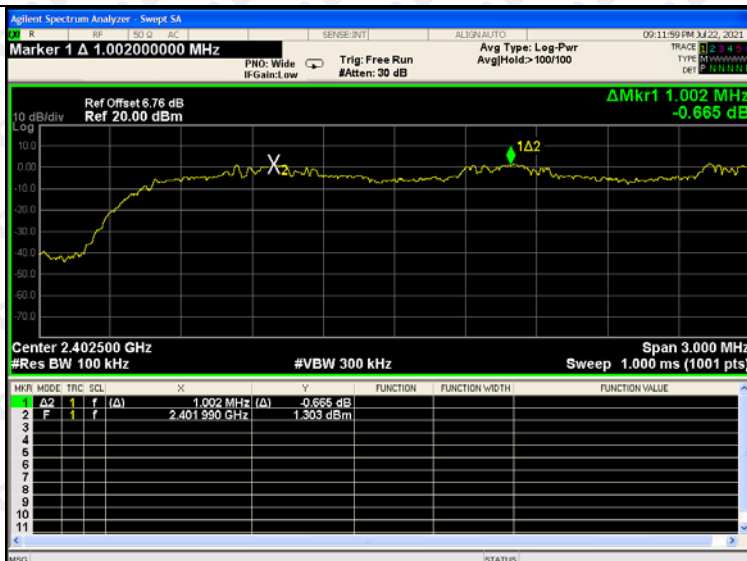 Agilent Spectrum Analyzer - Swept SA
LXI R RF 50 Ω AC SENSE:INT ALIGN AUTO 09:11:59 PM Jul 22, 2021
Marker 1 Δ 1.002000000 MHz
PNO: Wide
IFGain:Low
Trig: Free Run
#Atten: 30 dB
Avg Type: Log-Pwr
Avg|Hold:>100/100
TRACE 1 2 3 4 5
TYPE M
DET P N N N N
ΔMkr1 1.002 MHz
-0.665 dB
Ref Offset 6.76 dB
10 dB/div Ref 20.00 dBm
Log
10.0
0.00
-10.0
-20.0
-30.0
-40.0
-50.0
-60.0
-70.0
X2
1Δ2
Center 2.402500 GHz Span 3.000 MHz
#Res BW 100 kHz #VBW 300 kHz Sweep 1.000 ms (1001 pts)
MKR MODE TRC SCL X Y FUNCTION FUNCTION WIDTH FUNCTION VALUE
1 Δ2 1 f (Δ) 1.002 MHz (Δ) -0.665 dB
2 F 1 f 2.401 990 GHz 1.303 dBm
3
4
5
6
7
8
9
10
11
MSG STATUS